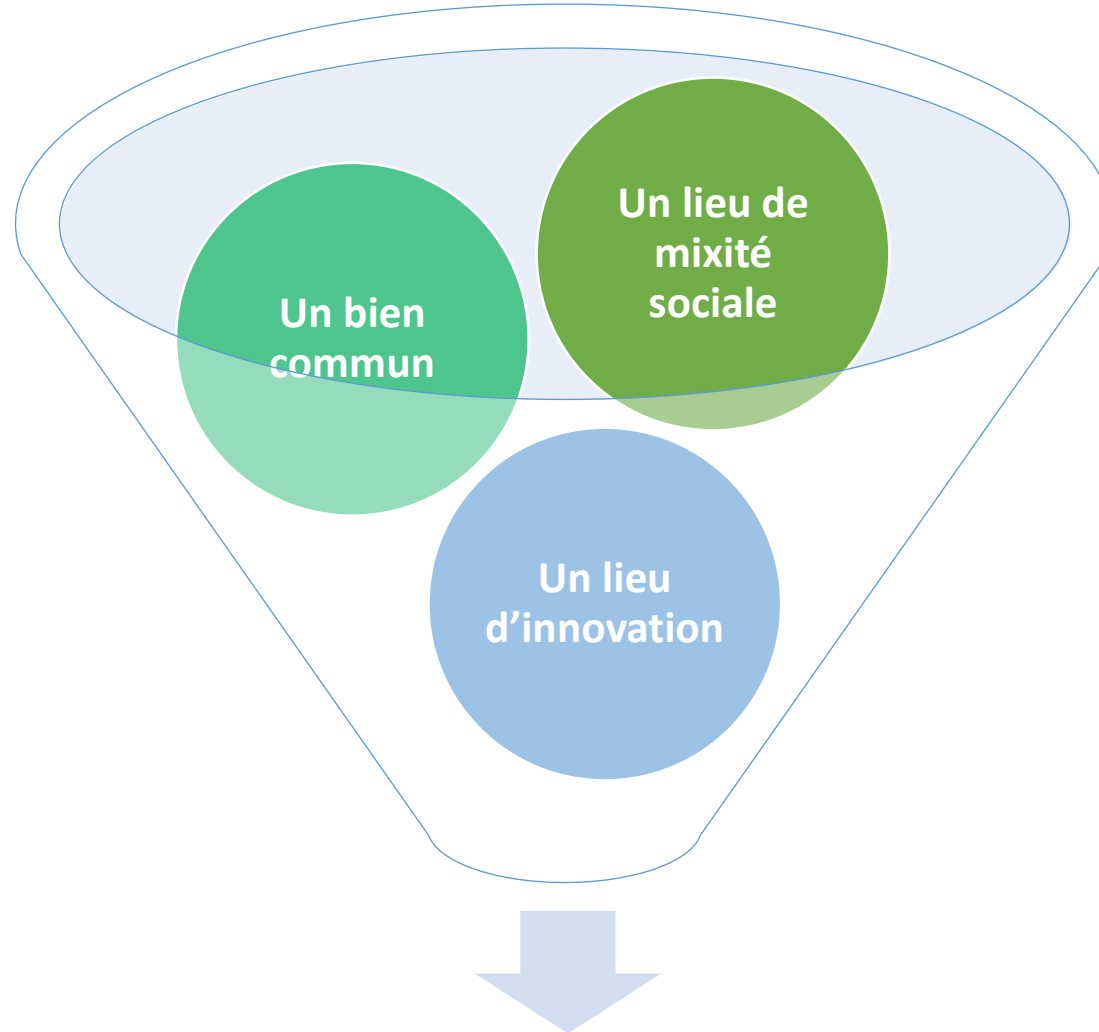 Un lieu de
mixité
sociale
Un bien
commun
Un lieu
d’innovation